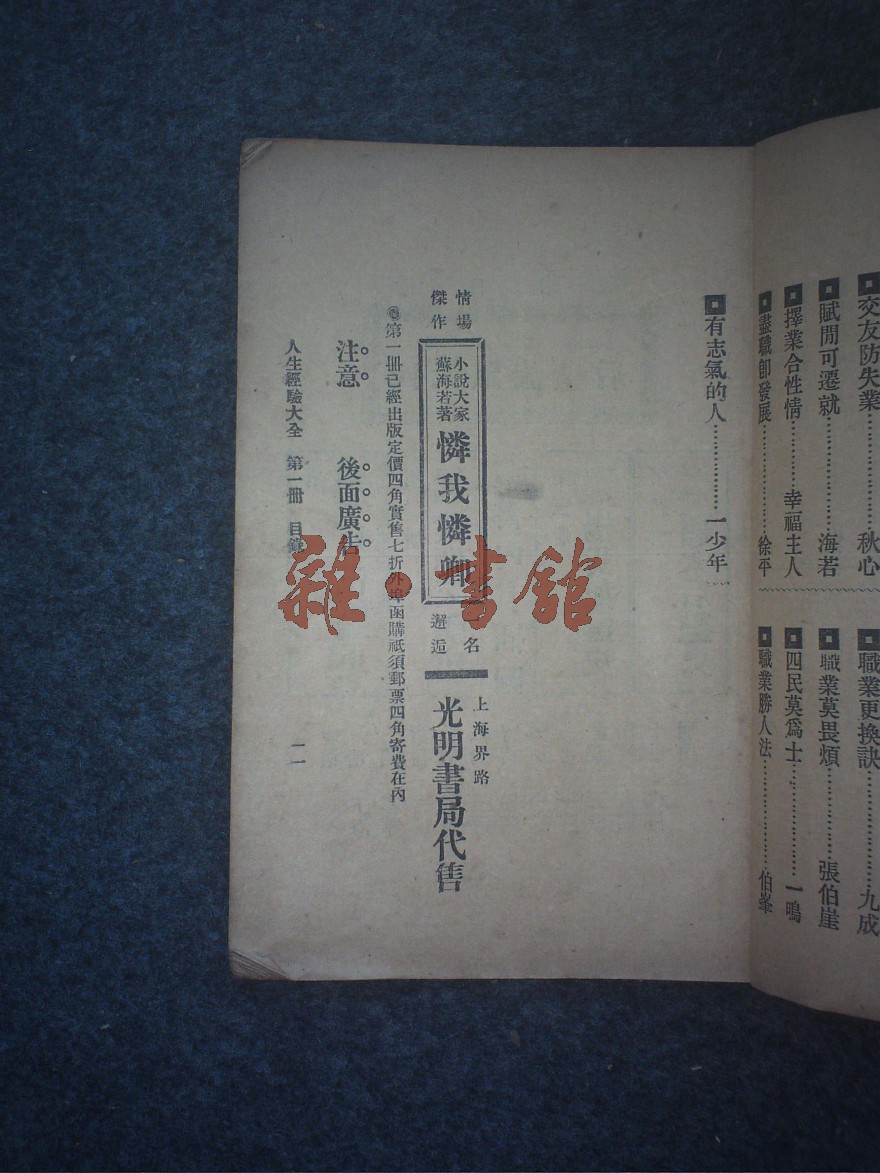 交友防失業……………秋心
賦閒可遷就……………海若
擇業合性情……幸福主人
盡職卽發展……………徐平
職業更換訣……………九成
職業莫畏煩……………張伯崖
四民莫爲士……………一鳴
職業勝人法……………伯峯
有志氣的人……………一少年
情場傑作
小說大家
蘇海若著
憐我憐卿
一名邂逅
上海界路
光明書局代售
第一册已經出版定價四角實售七折外埠函購祇須郵票四角寄費在內
注意 後面廣告
人生經驗大全 第一册 目錄 一一
雜·書館